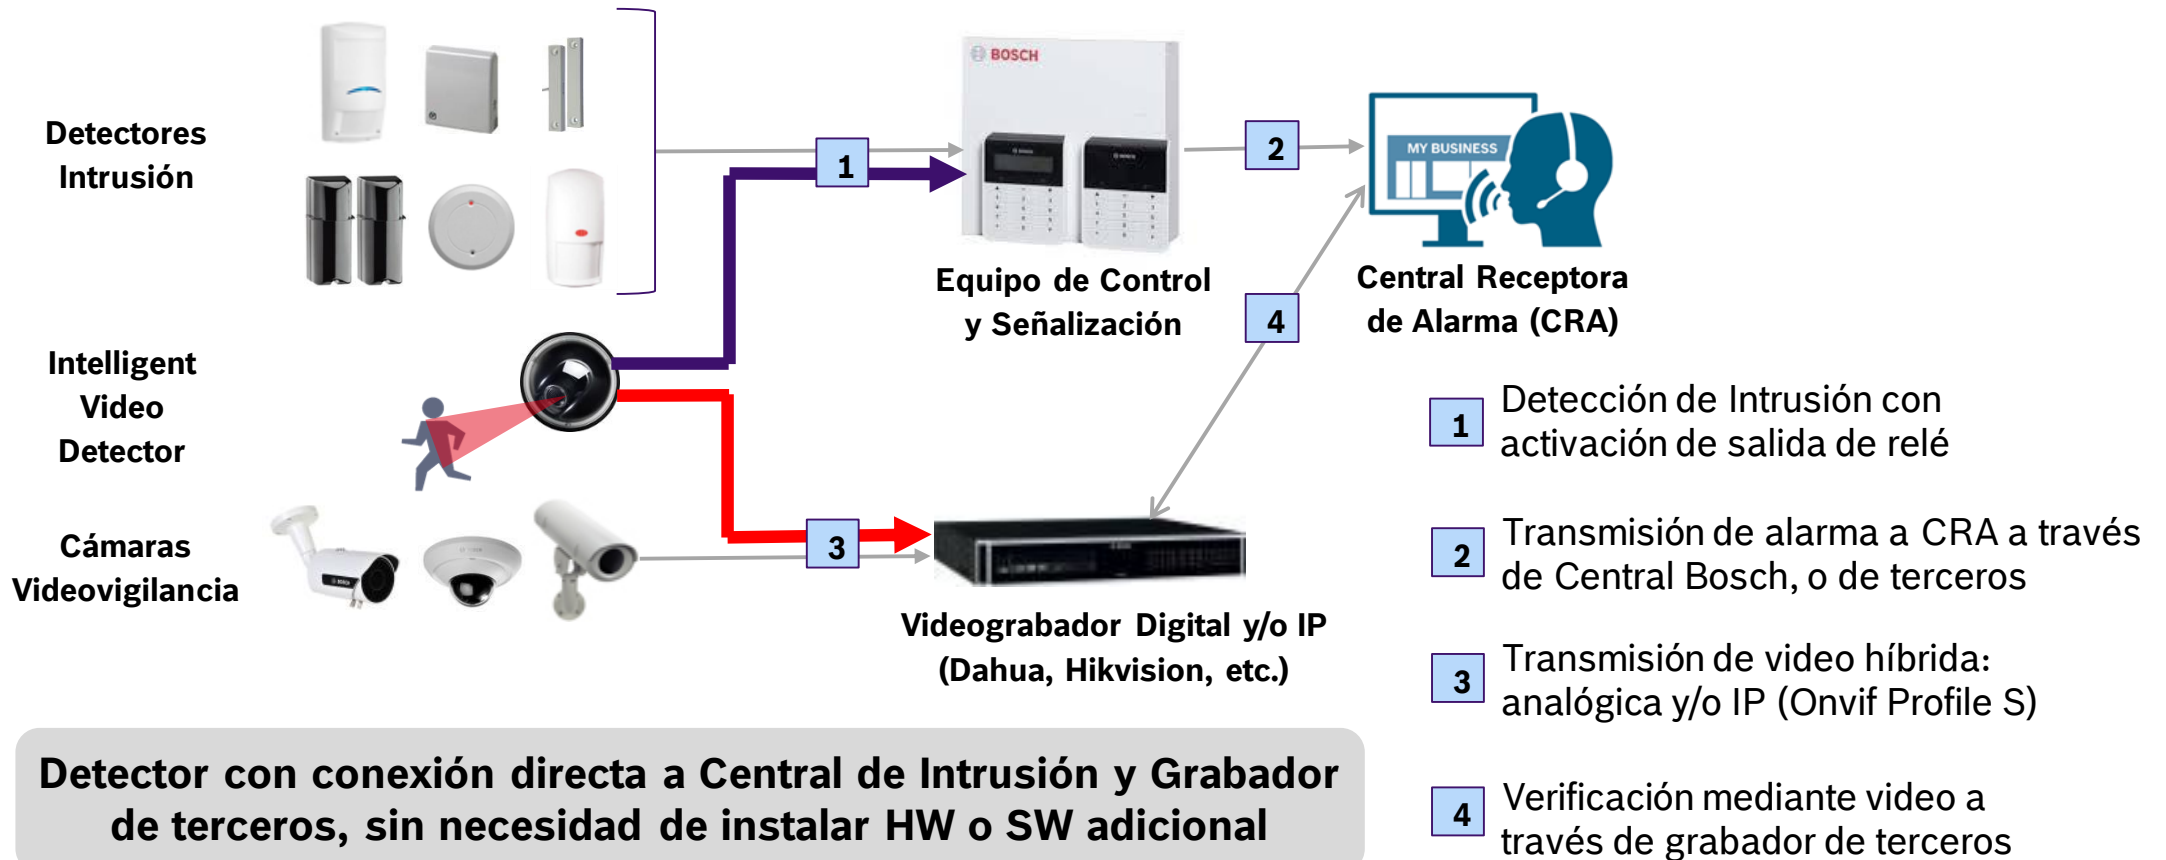 BOSCH
Detectores
Intrusión
1
2
MY BUSINESS
Equipo de Control
y Señalización
Central Receptora
de Alarma (CRA)
4
Intelligent
Video
Detector
Cámaras
Videovigilancia
3
Videograbador Digital y/o IP
(Dahua, Hikvision, etc.)
1 Detección de Intrusión con
activación de salida de relé
2 Transmisión de alarma a CRA a través
de Central Bosch, o de terceros
3 Transmisión de video híbrida:
analógica y/o IP (Onvif Profile S)
4 Verificación mediante video a
través de grabador de terceros
Detector con conexión directa a Central de Intrusión y Grabador
de terceros, sin necesidad de instalar HW o SW adicional